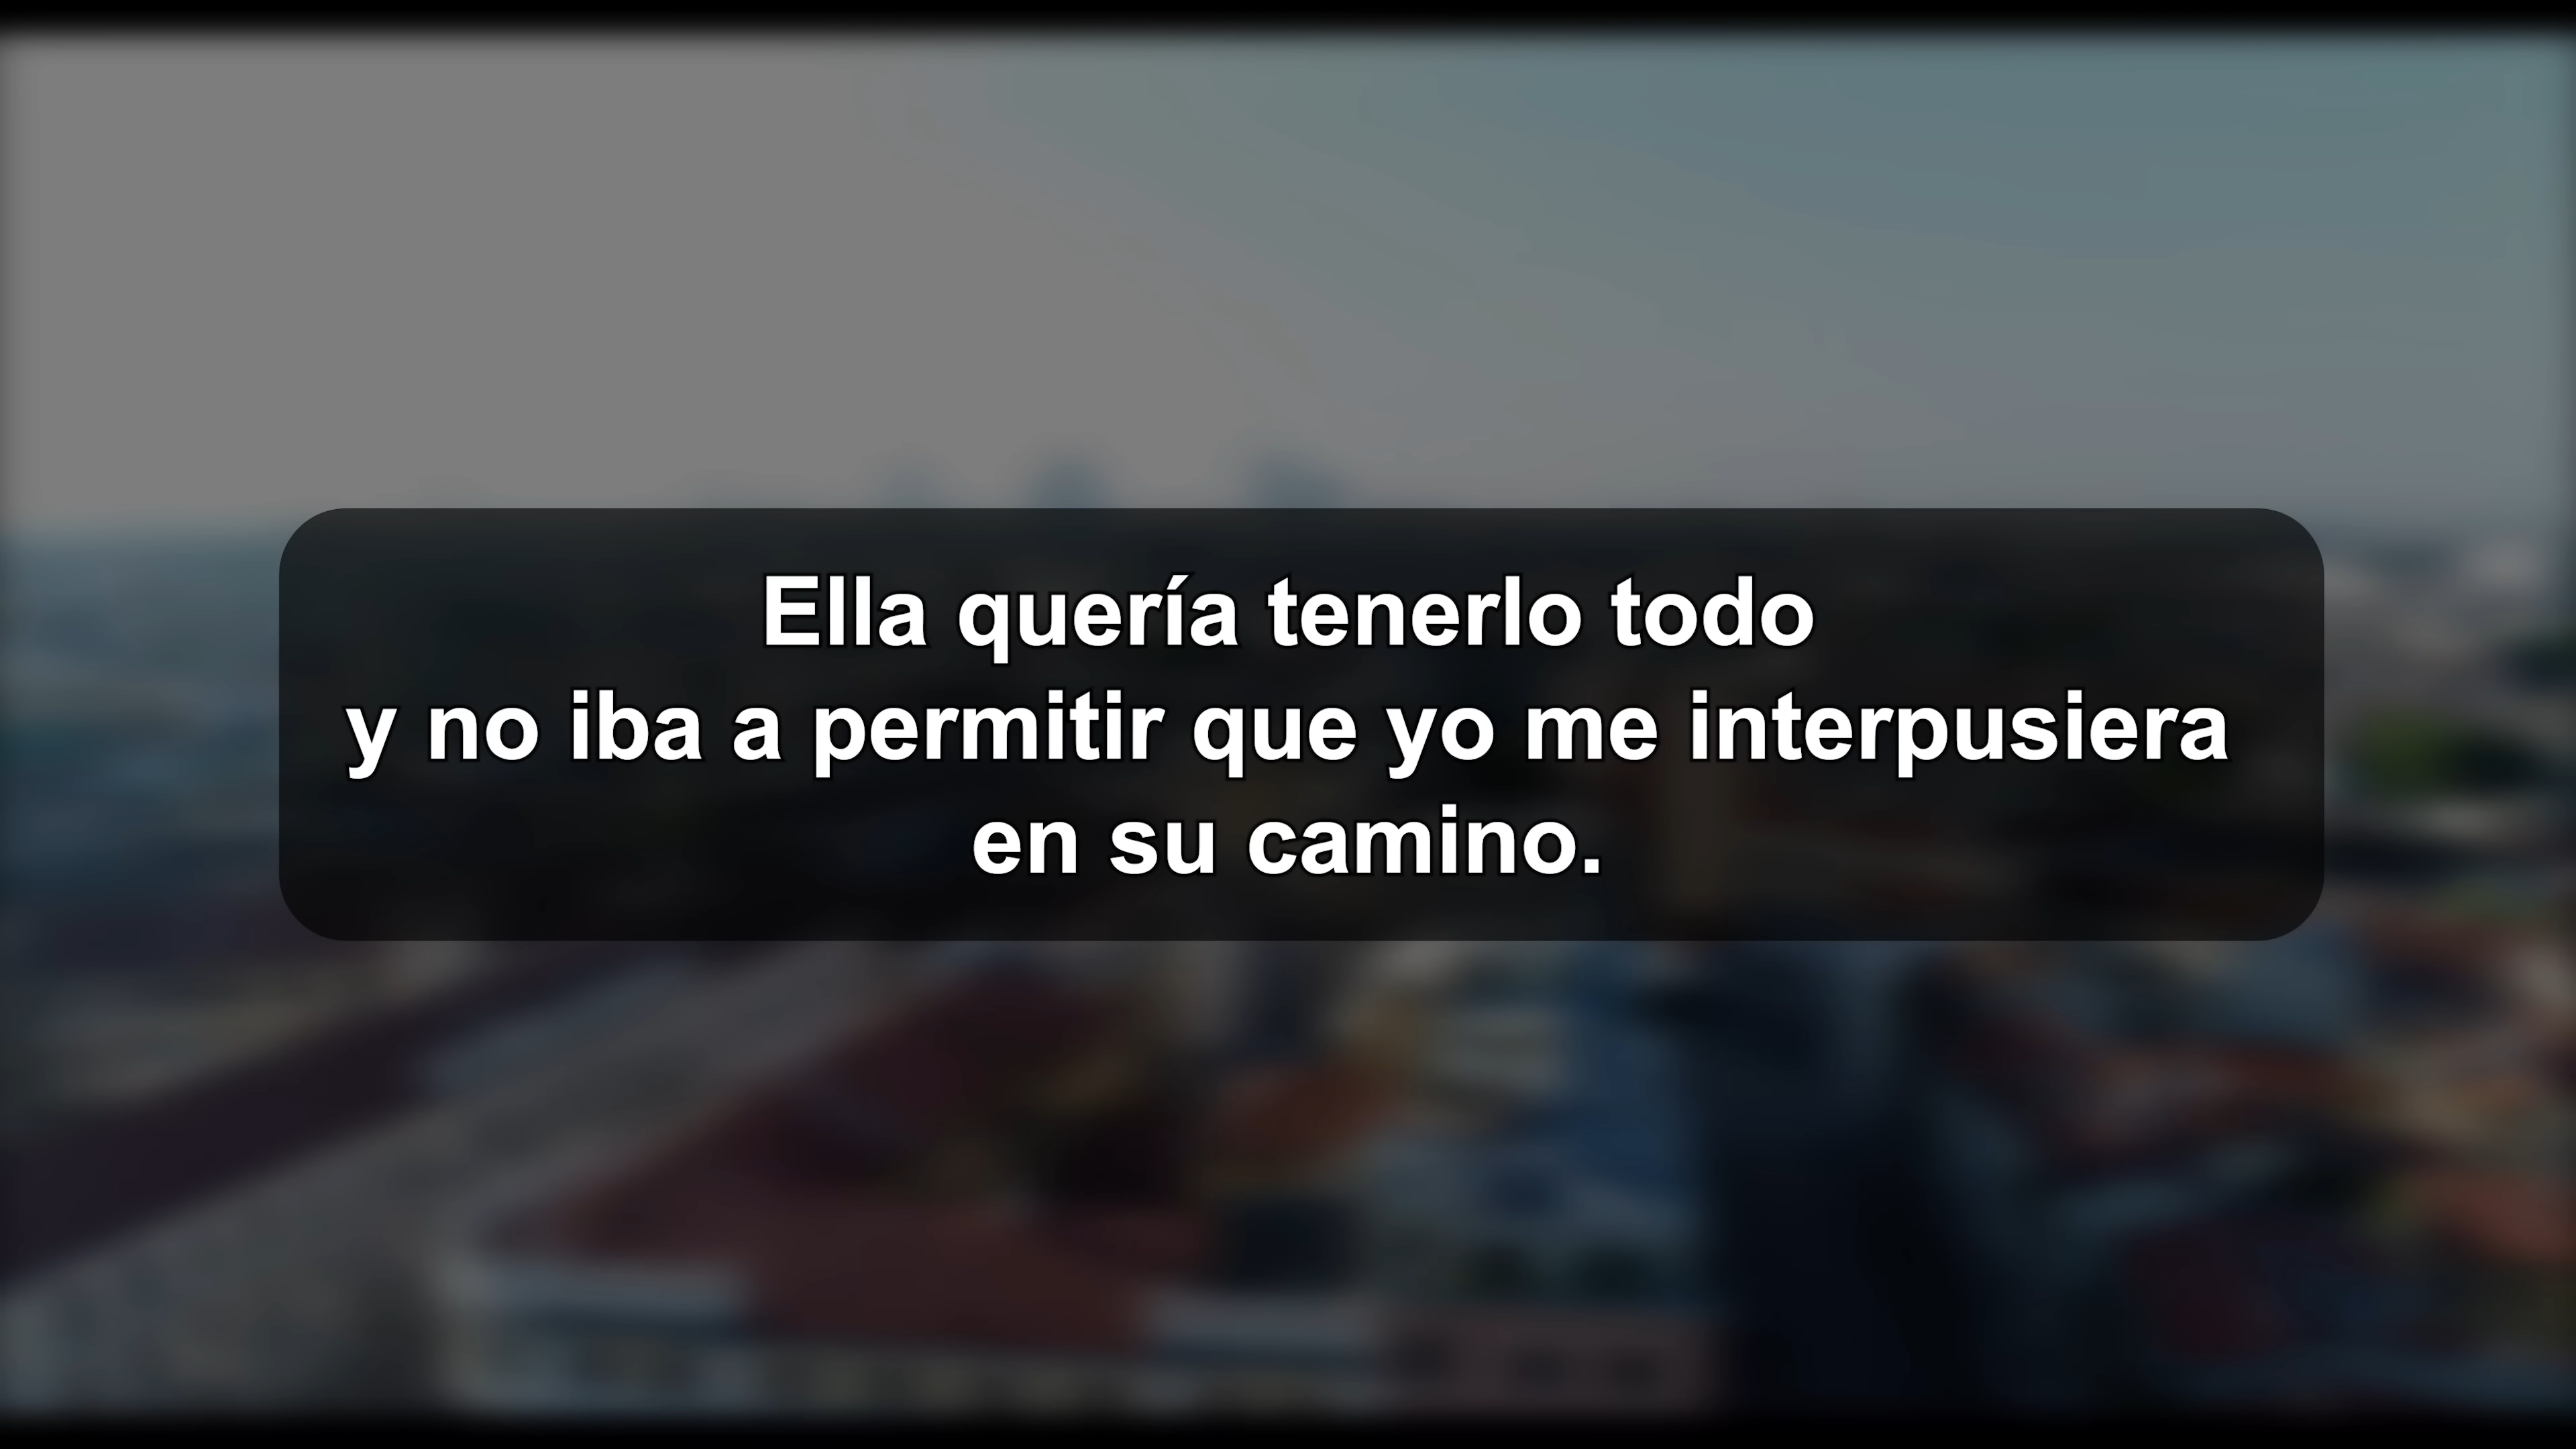 Ella quería tenerlo todo
y no iba a permitir que yo me interpusiera
en su camino.